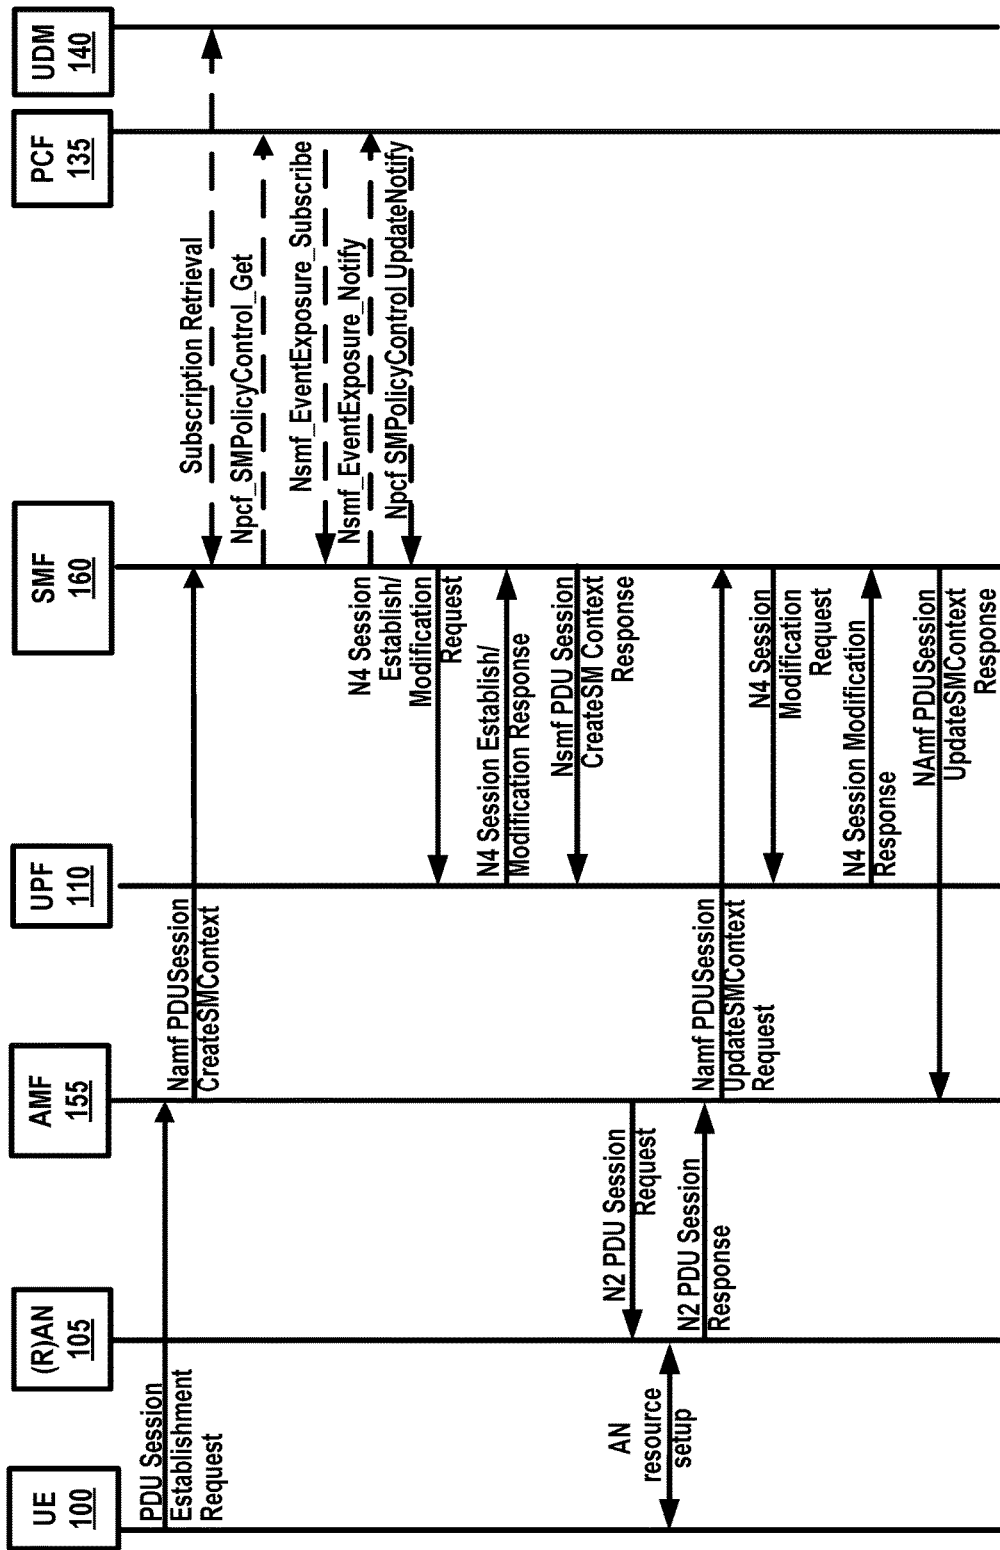 UE
100
(R)AN
105
AMF
155
UPF
110
SMF
160
PCF
135
UDM
140
PDU Session
Establishment
Request
Namf PDUSession
CreateSMContext
Subscription Retrieval
Npcf_SMPolicyControl_Get
Nsmf_EventExposure_Subscribe
Nsmf_EventExposure_Notify
Npcf SMPolicyControl UpdateNotify
N4 Session
Establish/
Modification
Request
N4 Session Establish/
Modification Response
Nsmf PDU Session
CreateSM Context
Response
N2 PDU Session
Request
AN
resource
setup
N2 PDU Session
Response
Namf PDUSession
UpdateSMContext
Request
N4 Session
Modification
Request
N4 Session Modification
Response
NAmf PDUSession
UpdateSMContext
Response